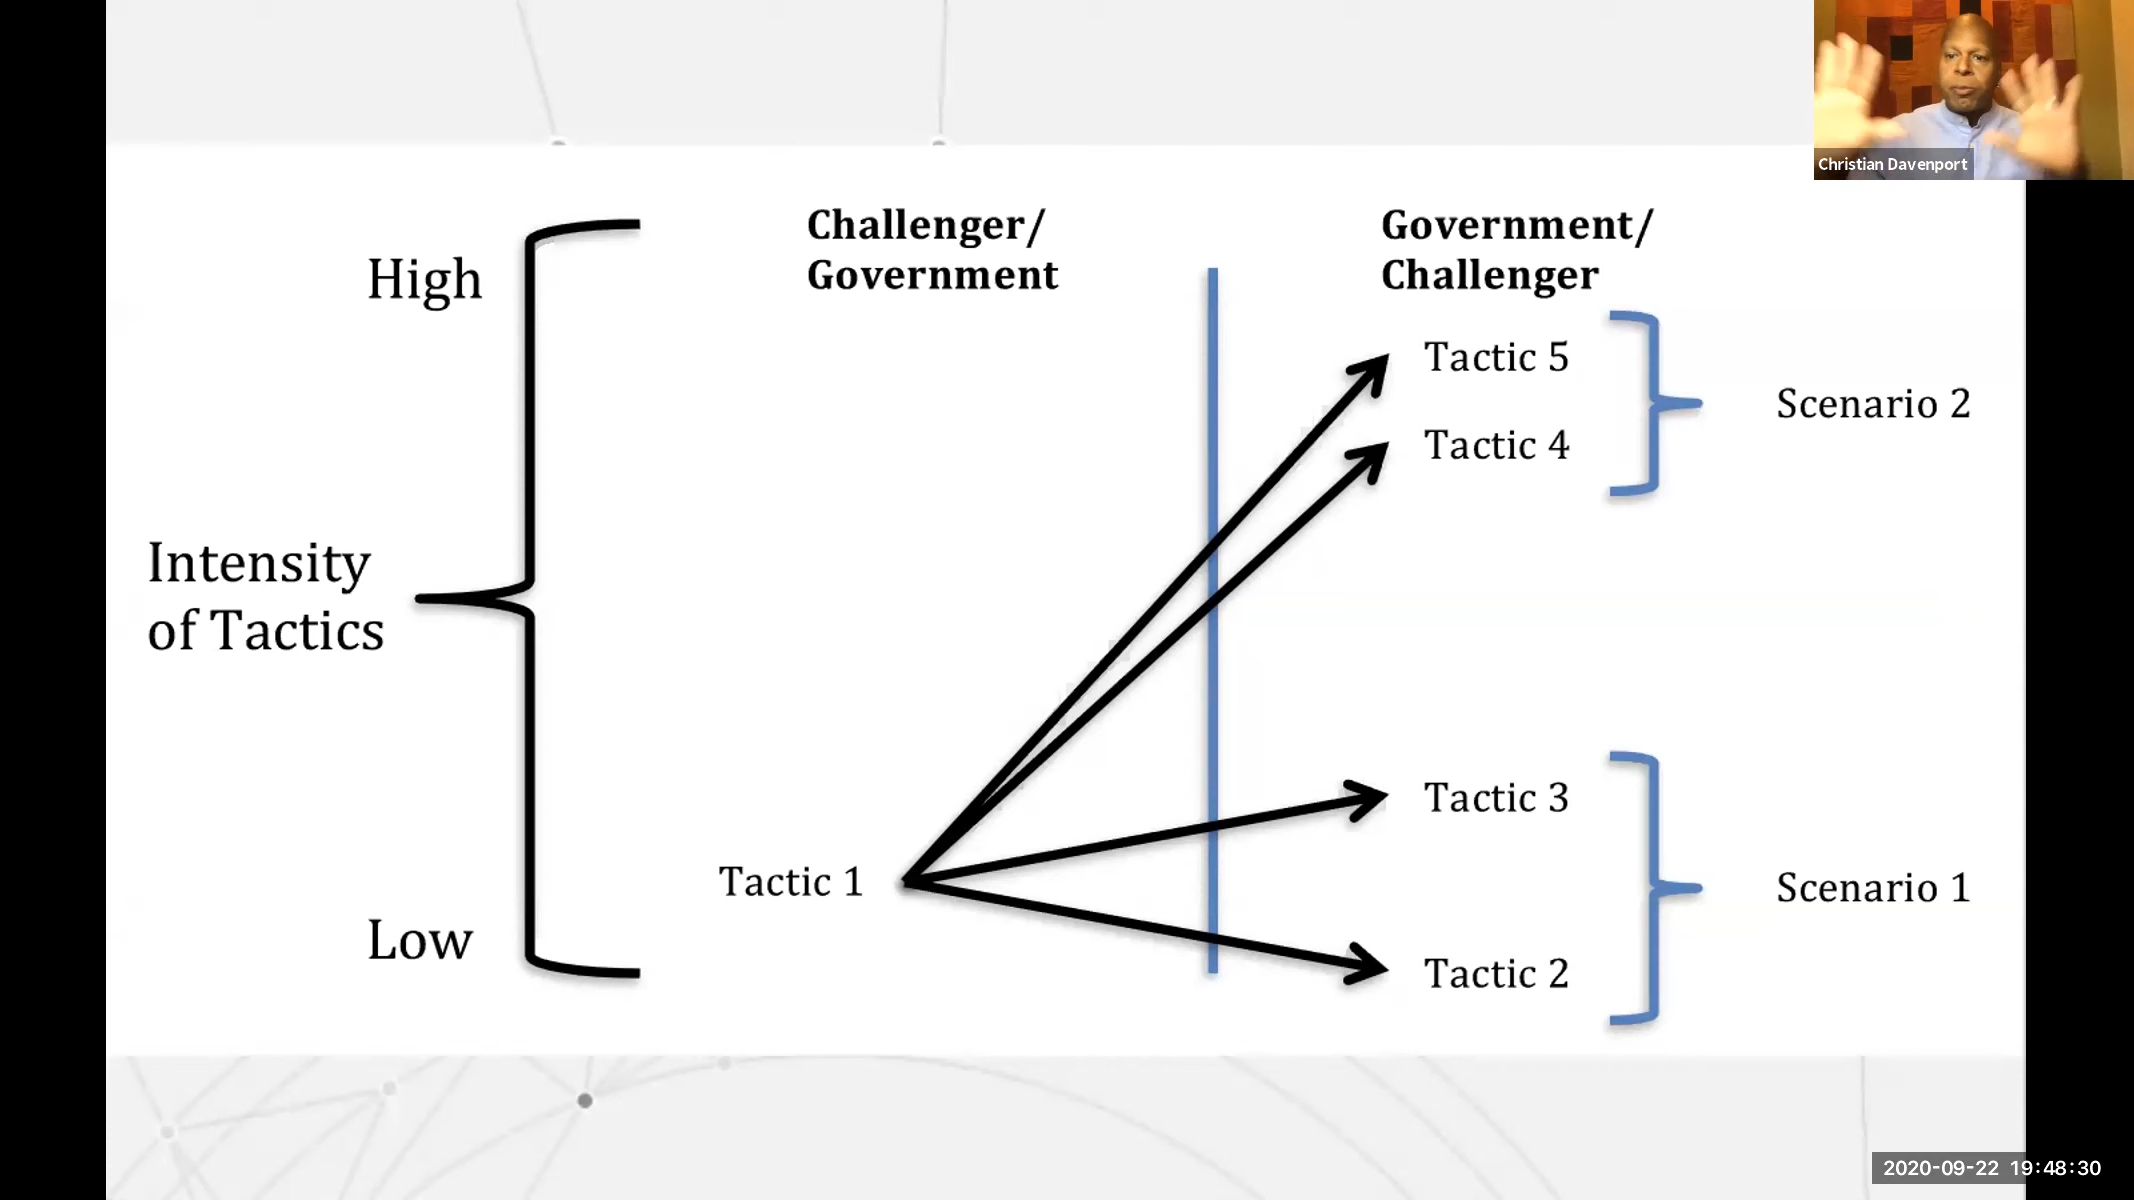 Christian Davenport
Challenger/
Government
Government/
Challenger
High
Tactic 5
Scenario 2
Tactic 4
Intensity
of Tactics
Tactic 3
Tactic 1
Scenario 1
Low
Tactic 2
2020-09-22 19:48:30